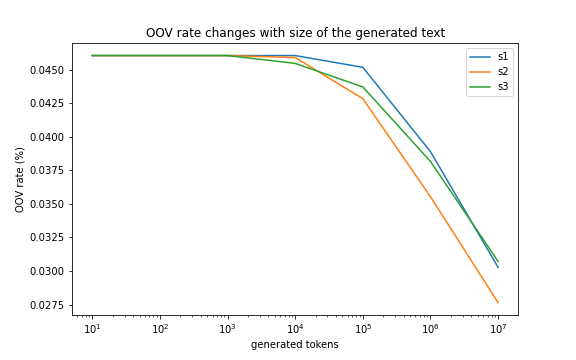 OOV rate changes with size of the generated text
s1
s2
s3
0.0450
0.0425
0.0400
0.0375
0.0350
0.0325
0.0300
0.0275
OOV rate (%)
10¹ 10² 10³ 10⁴ 10⁵ 10⁶ 10⁷
generated tokens